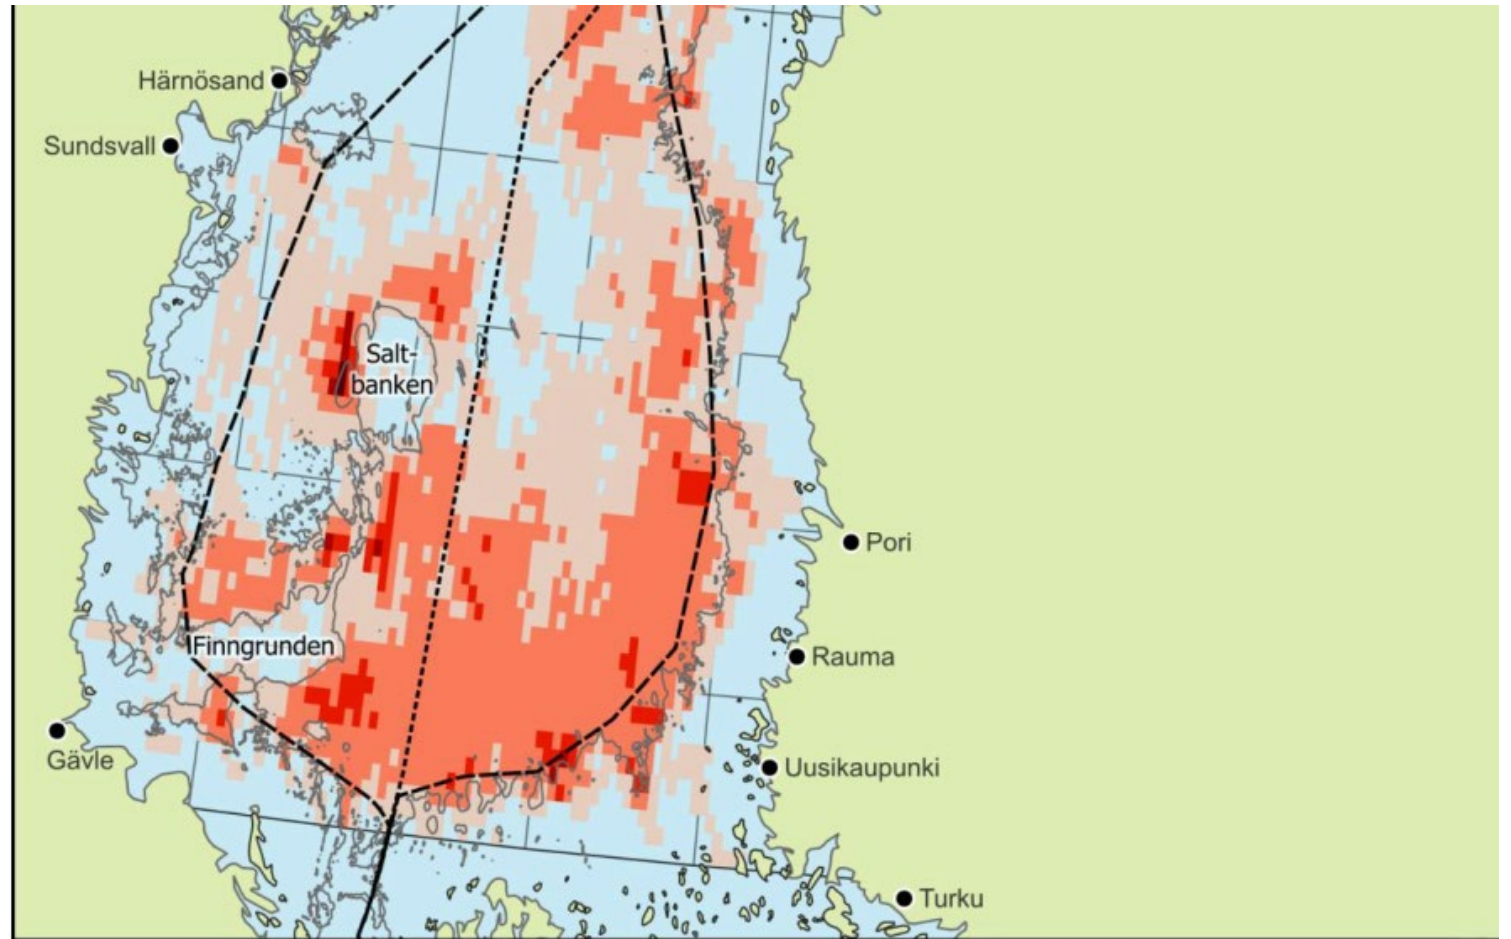 Härnösand
Sundsvall
Salt-
banken
Pori
Finngrunden
Rauma
Gävle
Uusikaupunki
Turku